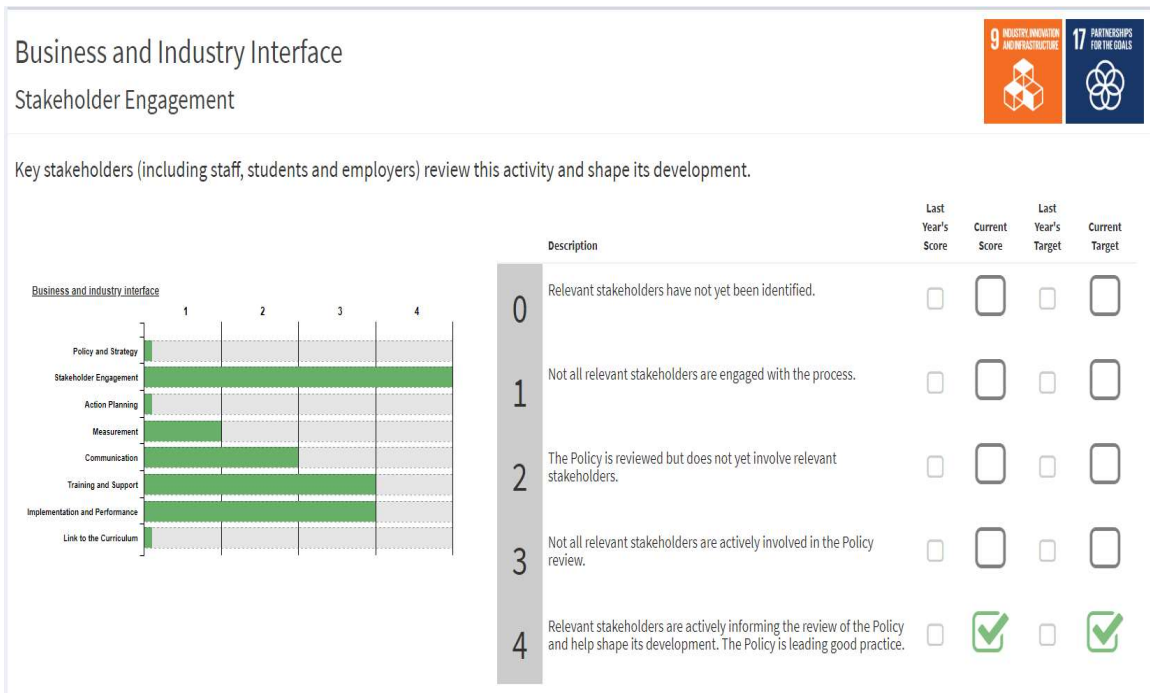 Business and Industry Interface
Stakeholder Engagement
9 INDUSTRY, INNOVATION
AND INFRASTRUCTURE
17 PARTNERSHIPS
FOR THE GOALS
Key stakeholders (including staff, students and employers) review this activity and shape its development.
Business and industry interface
1 2 3 4
Policy and Strategy
Stakeholder Engagement
Action Planning
Measurement
Communication
Training and Support
Implementation and Performance
Link to the Curriculum
Description
Last
Year's
Score
Current
Score
Last
Year's
Target
Current
Target
0
Relevant stakeholders have not yet been identified.
1
Not all relevant stakeholders are engaged with the process.
2
The Policy is reviewed but does not yet involve relevant
stakeholders.
3
Not all relevant stakeholders are actively involved in the Policy
review.
4
Relevant stakeholders are actively informing the review of the Policy
and help shape its development. The Policy is leading good practice.